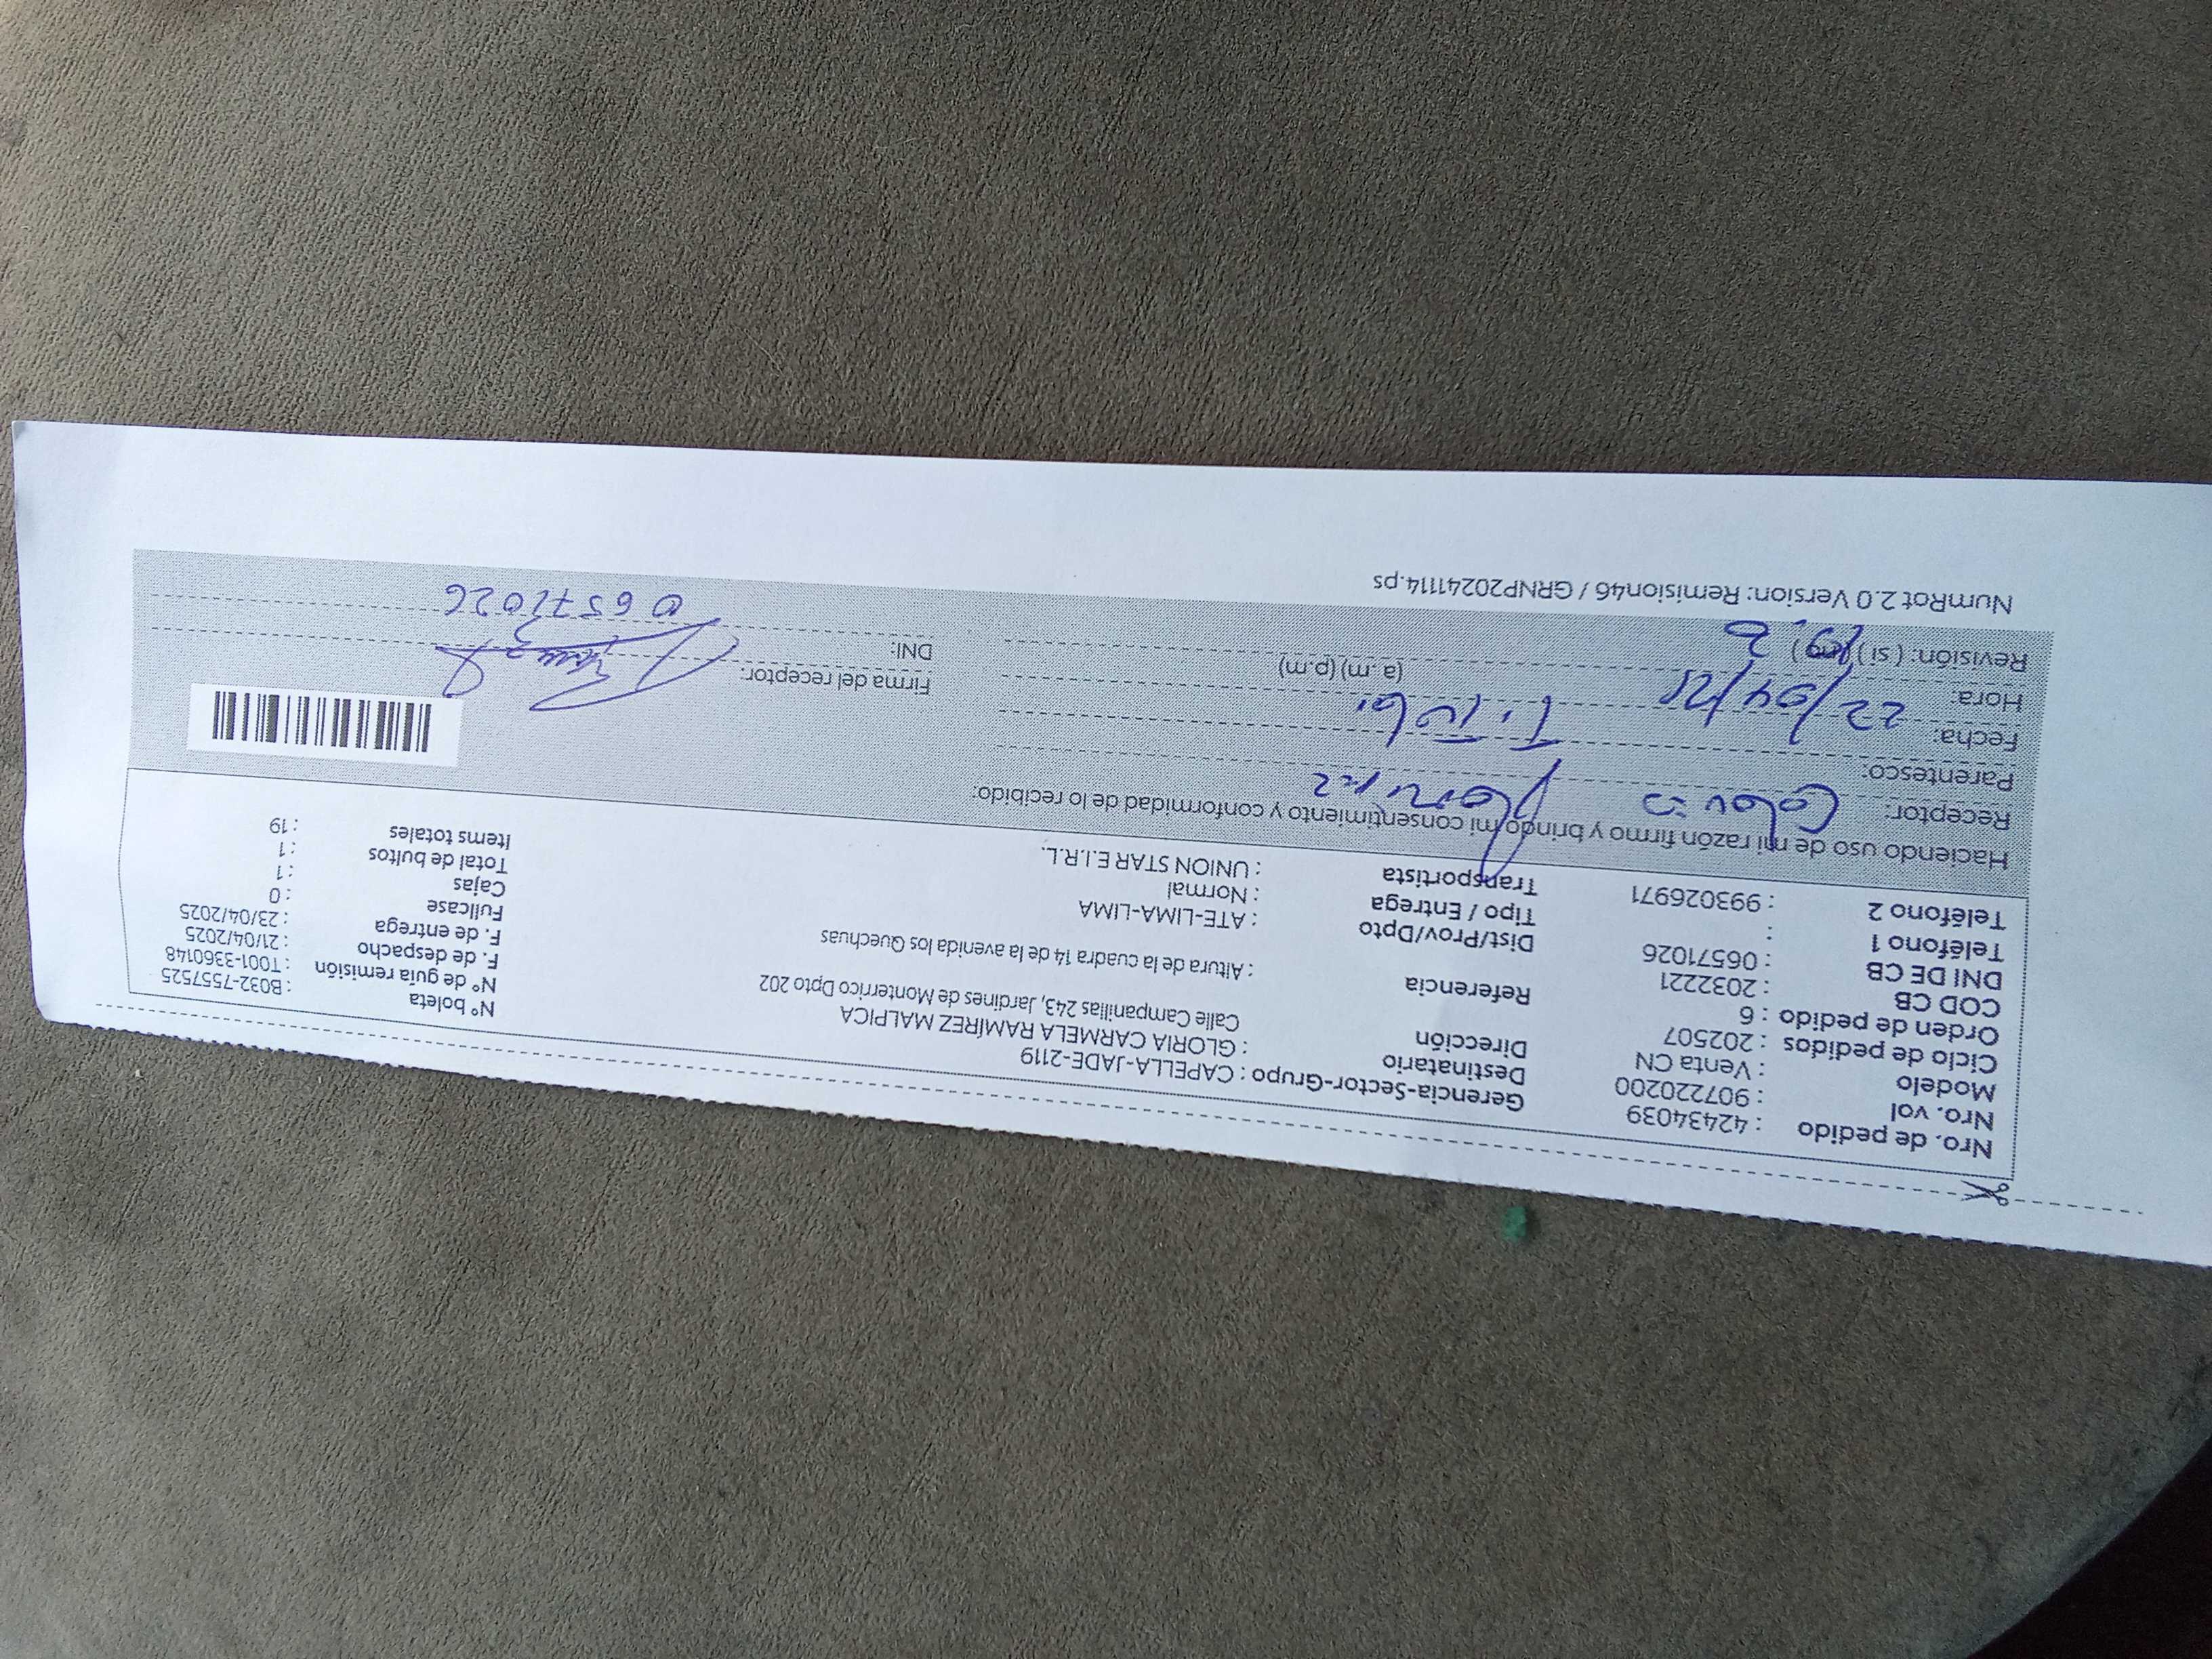 Nro. de pedido : 42434039
Nro. vol : 907220200
Modelo : Venta CN
Ciclo de pedidos : 202507
Orden de pedido : 6
COD CB : 2032221
DNI DE CB : 06571026
Teléfono 1 :
Teléfono 2 : 993026971
Gerencia-Sector-Grupo : CAPELLA-JADE-2119
Destinatario : GLORIA CARMELA RAMÍREZ MALPICA
Dirección Calle Campanillas 243, Jardines de Monterrico Dpto 202
Referencia : Altura de la cuadra 14 de la avenida los Quechuas
Dist/Prov/Dpto : ATE-LIMA-LIMA
Tipo / Entrega : Normal
Transportista : UNION STAR E.I.R.L.
N° boleta : B032-7557525
N° de guía remisión : T001-3360148
F. de despacho : 21/04/2025
F. de entrega : 23/04/2025
Fullcase : 0
Cajas : 1
Total de bultos : 1
Items totales : 19
Haciendo uso de mi razón firmo y brindo mi consentimiento y conformidad de lo recibido:
Receptor:
Parentesco:
Fecha: 22/04/25
Hora: (a.m) (p.m)
Revisión: ( si ) (no)
Firma del receptor:
DNI: 06571026
NumRot 2.0 Version: Remision46 / GRNP20241114.ps